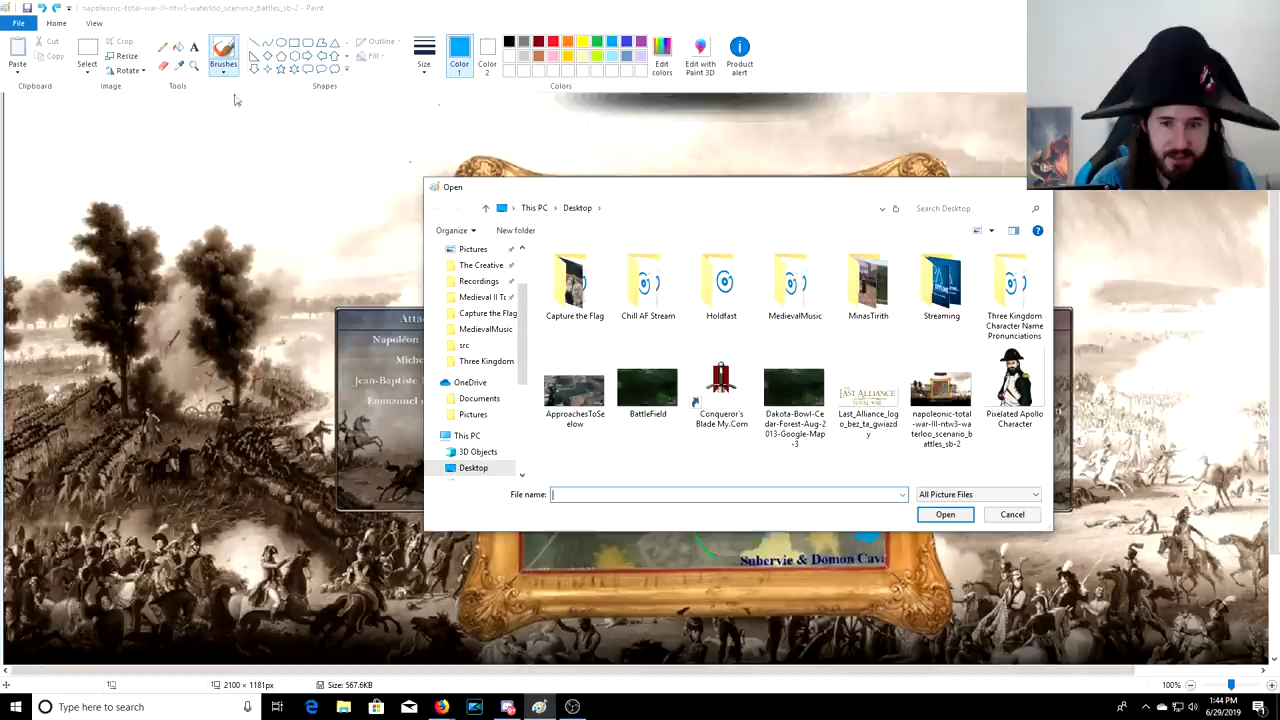 napoleonic-total-war-III-ntw3-waterloo_scenario_battles_sb-2 - Paint
File
Home
View
Paste
Cut
Copy
Clipboard
Select
Crop
Resize
Rotate
Image
Tools
Brushes
Outline
Fill
Shapes
Size
Color 1
Color 2
Colors
Edit colors
Edit with Paint 3D
Product alert
Open
This PC
Desktop
Search Desktop
Organize
New folder
Pictures
The Creative
Recordings
Medieval II To
Capture the Flag
MedievalMusic
src
Three Kingdom
OneDrive
Documents
Pictures
This PC
3D Objects
Desktop
Capture the Flag
Chill AF Stream
Holdfast
MedievalMusic
MinasTirith
Streaming
Three Kingdom
Character Name
Pronunciations
ApproachesToSe
elow
BattleField
Conqueror's
Blade My.Com
Dakota-Bowl-Ce
dar-Forest-Aug-2
013-Google-Map
-3
Last_Alliance_log
o_bez_ta_gwiazd
y
napoleonic-total
-war-III-ntw3-wa
terloo_scenario_b
attles_sb-2
Pixelated Apollo
Character
File name:
All Picture Files
Open
Cancel
Atta
Napoléon
Miche
Jean-Baptiste
Emmanuel
Subervie & Domon Cav
2100 × 1181px
Size: 567.6KB
100%
Type here to search
1:44 PM
6/29/2019